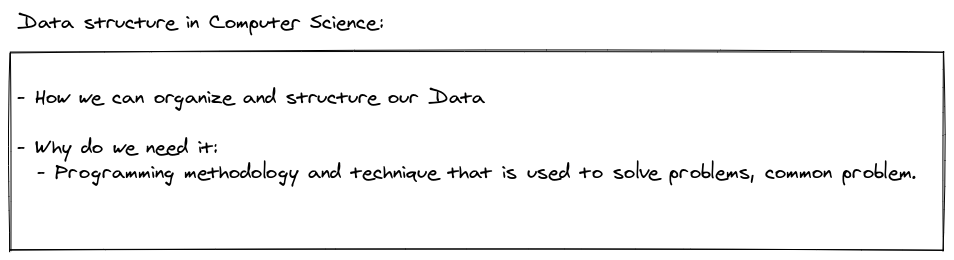 Data structure in Computer Science:
- How we can organize and structure our Data
- Why do we need it:
- Programming methodology and technique that is used to solve problems, common problem.